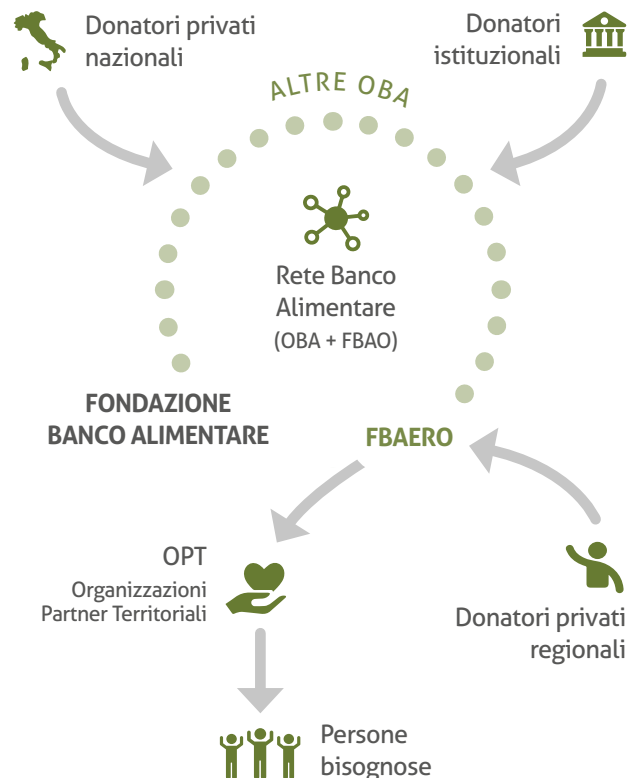 Donatori privati
nazionali
Donatori
istituzionali
ALTRE OBA
Rete Banco
Alimentare
(OBA + FBAO)
FONDAZIONE
BANCO ALIMENTARE
FBAERO
OPT
Organizzazioni
Partner Territoriali
Donatori privati
regionali
Persone
bisognose